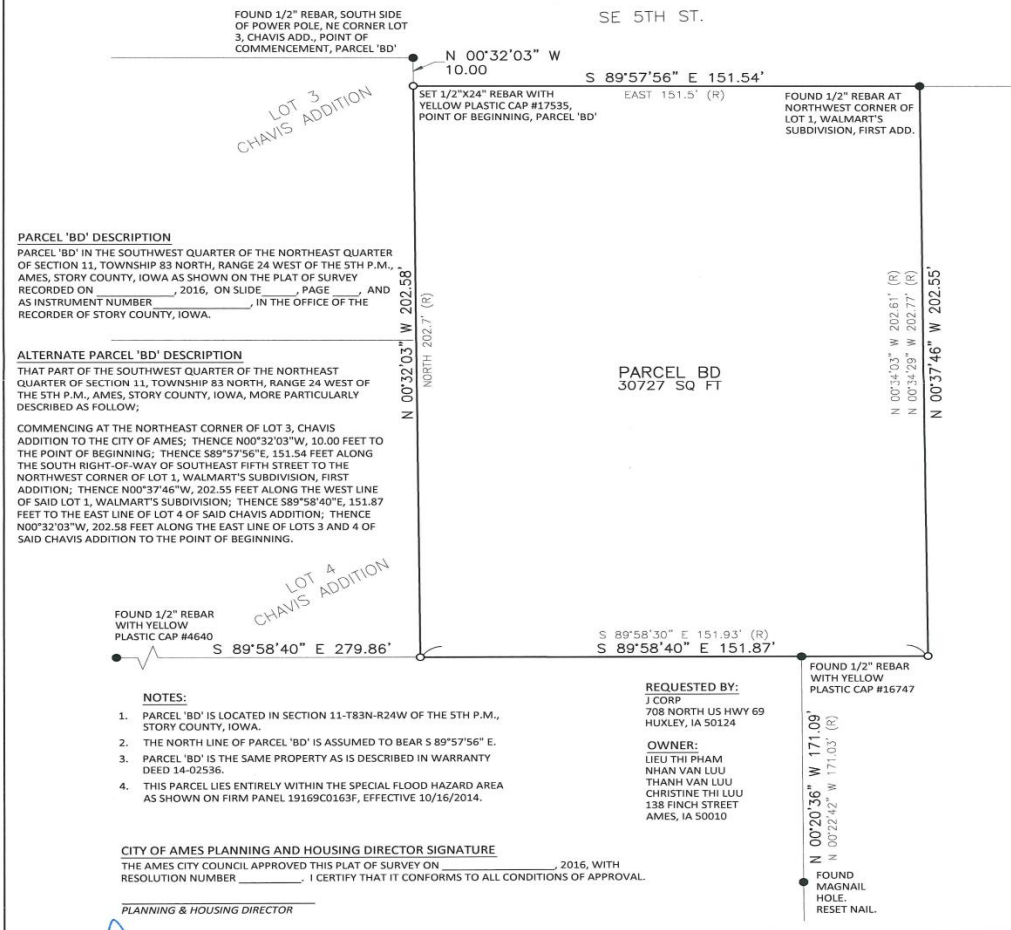 SE 5TH ST.
FOUND 1/2" REBAR, SOUTH SIDE
OF POWER POLE, NE CORNER LOT
3, CHAVIS ADD., POINT OF
COMMENCEMENT, PARCEL 'BD'
N 00°32'03" W
10.00
S 89°57'56" E 151.54'
EAST 151.5' (R)
SET 1/2"X24" REBAR WITH
YELLOW PLASTIC CAP #17535,
POINT OF BEGINNING, PARCEL 'BD'
FOUND 1/2" REBAR AT
NORTHWEST CORNER OF
LOT 1, WALMART'S
SUBDIVISION, FIRST ADD.
LOT 3
CHAVIS ADDITION
PARCEL 'BD' DESCRIPTION
PARCEL 'BD' IN THE SOUTHWEST QUARTER OF THE NORTHEAST QUARTER
OF SECTION 11, TOWNSHIP 83 NORTH, RANGE 24 WEST OF THE 5TH P.M.,
AMES, STORY COUNTY, IOWA AS SHOWN ON THE PLAT OF SURVEY
RECORDED ON ______________, 2016, ON SLIDE______, PAGE _____, AND
AS INSTRUMENT NUMBER ________________, IN THE OFFICE OF THE
RECORDER OF STORY COUNTY, IOWA.
N 00°32'03" W 202.58'
NORTH 202.7' (R)
PARCEL BD
30727 SQ FT
N 00°34'03" W 202.61' (R)
N 00°34'29" W 202.77' (R)
N 00°37'46" W 202.55'
ALTERNATE PARCEL 'BD' DESCRIPTION
THAT PART OF THE SOUTHWEST QUARTER OF THE NORTHEAST
QUARTER OF SECTION 11, TOWNSHIP 83 NORTH, RANGE 24 WEST OF
THE 5TH P.M., AMES, STORY COUNTY, IOWA, MORE PARTICULARLY
DESCRIBED AS FOLLOW;
COMMENCING AT THE NORTHEAST CORNER OF LOT 3, CHAVIS
ADDITION TO THE CITY OF AMES; THENCE N00°32'03"W, 10.00 FEET TO
THE POINT OF BEGINNING; THENCE S89°57'56"E, 151.54 FEET ALONG
THE SOUTH RIGHT-OF-WAY OF SOUTHEAST FIFTH STREET TO THE
NORTHWEST CORNER OF LOT 1, WALMART'S SUBDIVISION, FIRST
ADDITION; THENCE N00°37'46"W, 202.55 FEET ALONG THE WEST LINE
OF SAID LOT 1, WALMART'S SUBDIVISION; THENCE S89°58'40"E, 151.87
FEET TO THE EAST LINE OF LOT 4 OF SAID CHAVIS ADDITION; THENCE
N00°32'03"W, 202.58 FEET ALONG THE EAST LINE OF LOTS 3 AND 4 OF
SAID CHAVIS ADDITION TO THE POINT OF BEGINNING.
LOT 4
CHAVIS ADDITION
FOUND 1/2" REBAR
WITH YELLOW
PLASTIC CAP #4640
S 89°58'40" E 279.86'
S 89°58'30" E 151.93' (R)
S 89°58'40" E 151.87'
FOUND 1/2" REBAR
WITH YELLOW
PLASTIC CAP #16747
NOTES:
1. PARCEL 'BD' IS LOCATED IN SECTION 11-T83N-R24W OF THE 5TH P.M.,
STORY COUNTY, IOWA.
2. THE NORTH LINE OF PARCEL 'BD' IS ASSUMED TO BEAR S 89°57'56" E.
3. PARCEL 'BD' IS THE SAME PROPERTY AS IS DESCRIBED IN WARRANTY
DEED 14-02536.
4. THIS PARCEL LIES ENTIRELY WITHIN THE SPECIAL FLOOD HAZARD AREA
AS SHOWN ON FIRM PANEL 19169C0163F, EFFECTIVE 10/16/2014.
REQUESTED BY:
J CORP
708 NORTH US HWY 69
HUXLEY, IA 50124
OWNER:
LIEU THI PHAM
NHAN VAN LUU
THANH VAN LUU
CHRISTINE THI LUU
138 FINCH STREET
AMES, IA 50010
N 00°20'36" W 171.09'
N 00°22'42" W 171.03' (R)
FOUND
MAGNAIL
HOLE.
RESET NAIL.
CITY OF AMES PLANNING AND HOUSING DIRECTOR SIGNATURE
THE AMES CITY COUNCIL APPROVED THIS PLAT OF SURVEY ON ___________________, 2016, WITH
RESOLUTION NUMBER __________. I CERTIFY THAT IT CONFORMS TO ALL CONDITIONS OF APPROVAL.
PLANNING & HOUSING DIRECTOR